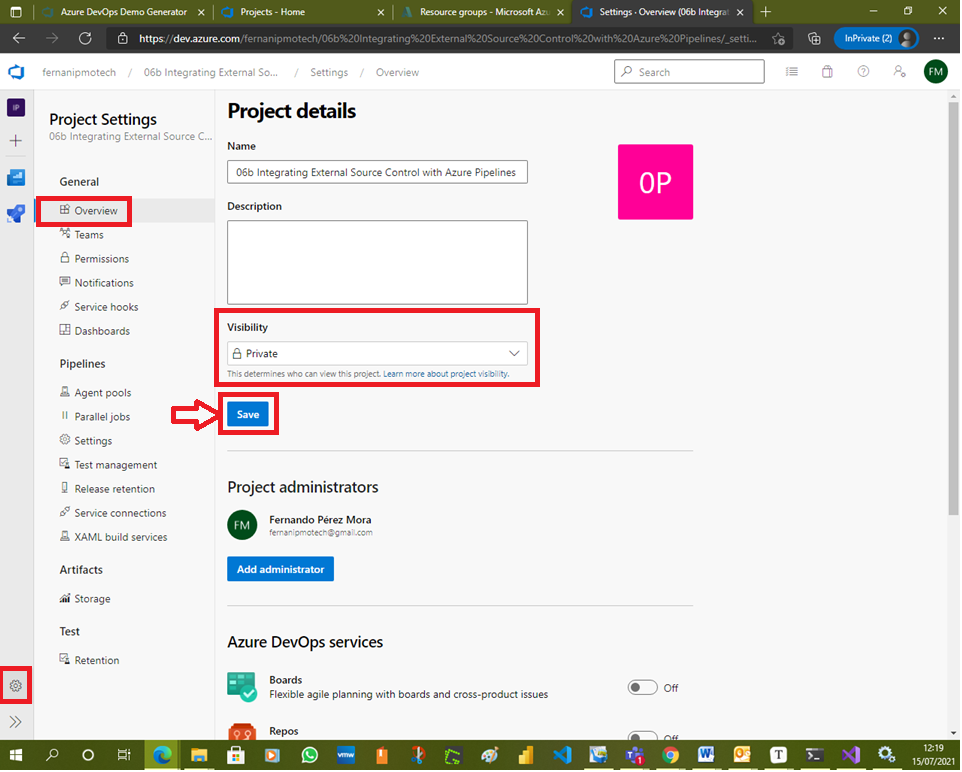 Azure DevOps Demo Generator
Projects - Home
Resource groups - Microsoft Azu
Settings · Overview (06b Integrat
https://dev.azure.com/fernanipmotech/06b%20Integrating%20External%20Source%20Control%20with%20Azure%20Pipelines/_setti...
InPrivate (2)
fernanipmotech / 06b Integrating External So... / Settings / Overview
Search
FM
IP
Project Settings
06b Integrating External Source C...
General
Overview
Teams
Permissions
Notifications
Service hooks
Dashboards
Pipelines
Agent pools
Parallel jobs
Settings
Test management
Release retention
Service connections
XAML build services
Artifacts
Storage
Test
Retention
Project details
Name
06b Integrating External Source Control with Azure Pipelines
0P
Description
Visibility
Private
This determines who can view this project. Learn more about project visibility.
Save
Project administrators
FM
Fernando Pérez Mora
fernanipmotech@gmail.com
Add administrator
Azure DevOps services
Boards
Flexible agile planning with boards and cross-product issues
Off
Repos
Off
vmw
1
T
12:19
15/07/2021